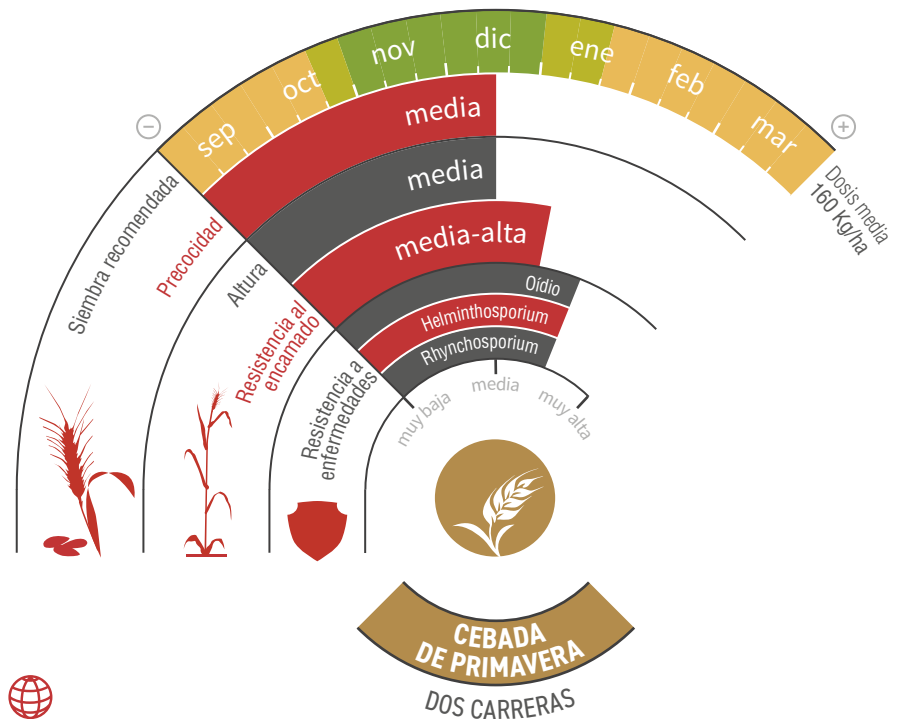 sep
oct
nov
dic
ene
feb
mar
−
+
Dosis media
160 Kg/ha
Siembra recomendada
Precocidad
media
Altura
media
Resistencia al
encamado
media-alta
Resistencia a
enfermedades
Oídio
Helminthosporium
Rhynchosporium
muy baja
media
muy alta
CEBADA
DE PRIMAVERA
DOS CARRERAS